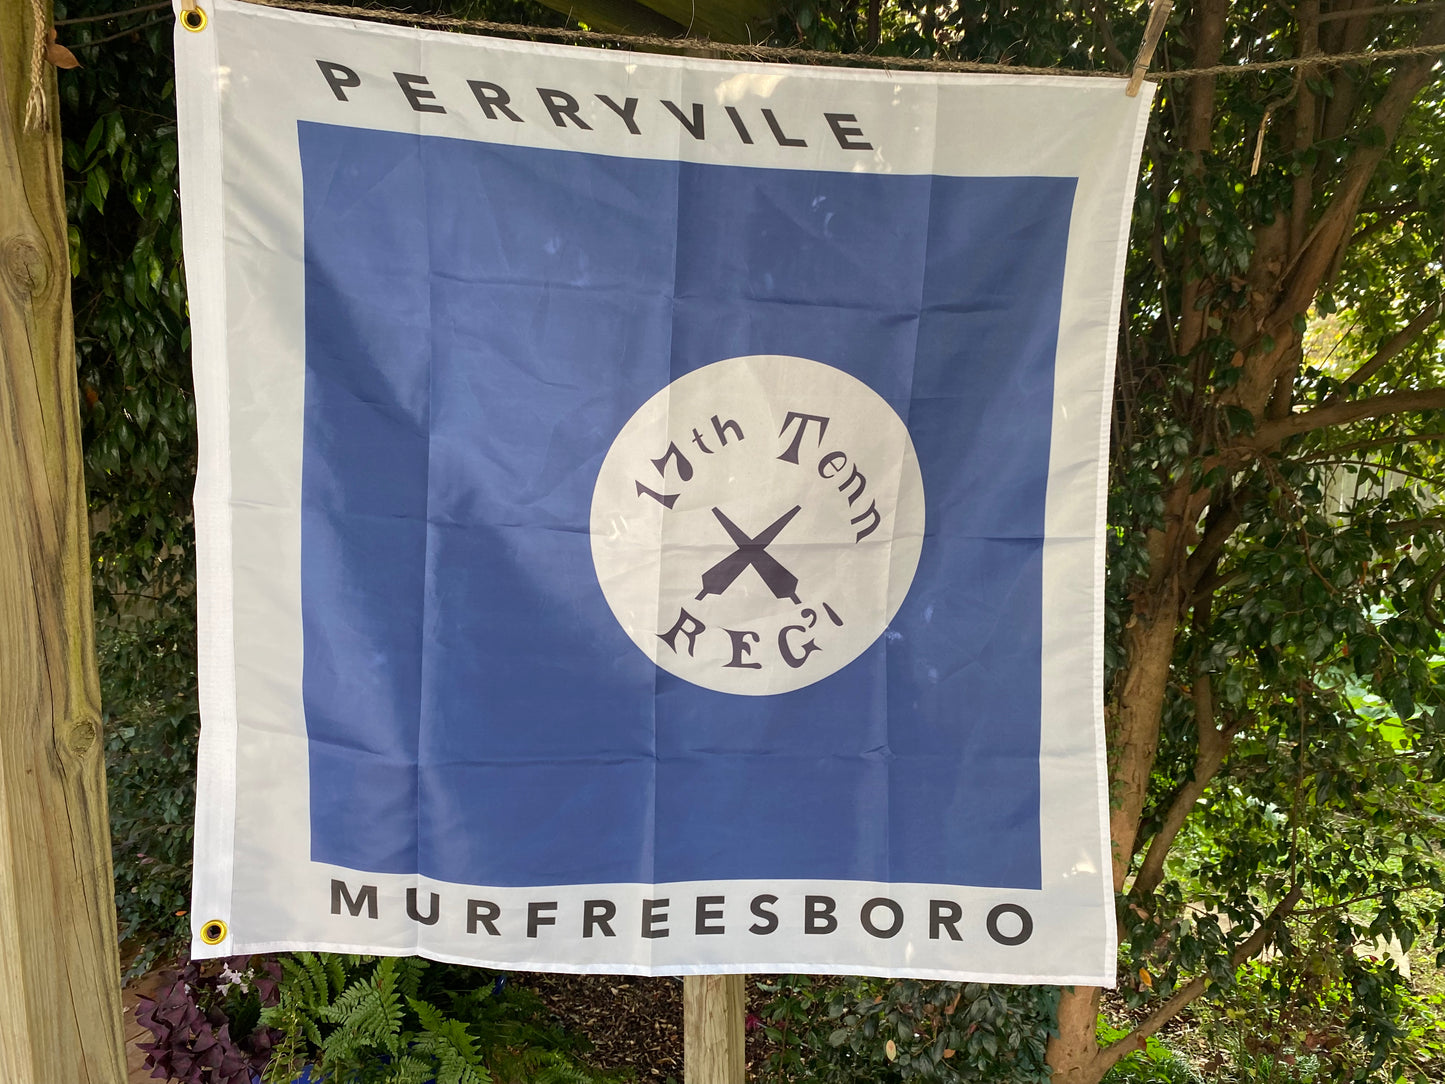 PERRYVILE
17th Tenn
REG'
MURFREESBORO